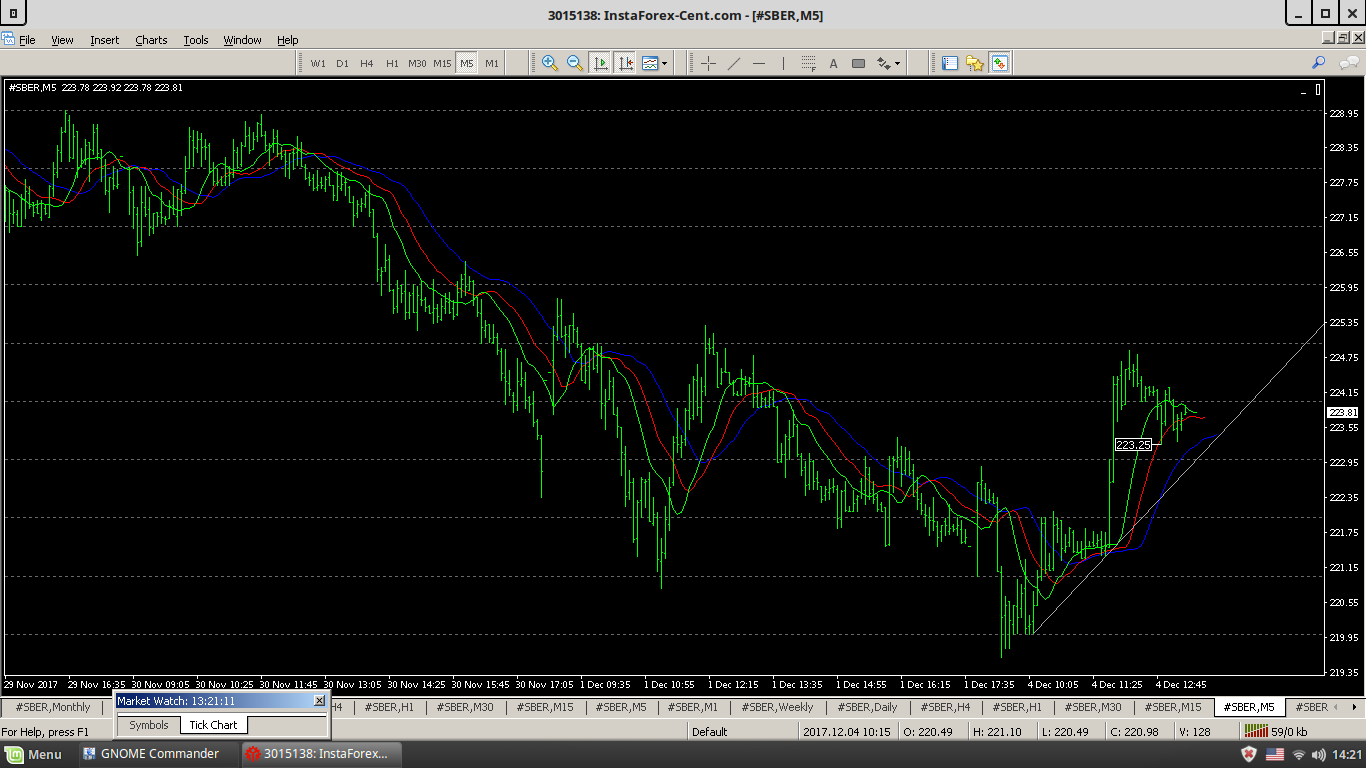 3015138: InstaForex-Cent.com - [#SBER,M5]
File View Insert Charts Tools Window Help
W1 D1 H4 H1 M30 M15 M5 M1
A
#SBER,M5 223.78 223.92 223.78 223.81
228.95
228.35
227.75
227.15
226.55
225.95
225.35
224.75
224.15
223.81
223.55
223.25
222.95
222.35
221.75
221.15
220.55
219.95
219.35
29 Nov 2017 29 Nov 16:35 30 Nov 09:05 30 Nov 10:25 30 Nov 11:45 30 Nov 13:05 30 Nov 14:25 30 Nov 15:45 30 Nov 17:05 1 Dec 09:35 1 Dec 10:55 1 Dec 12:15 1 Dec 13:35 1 Dec 14:55 1 Dec 16:15 1 Dec 17:35 4 Dec 10:05 4 Dec 11:25 4 Dec 12:45
Market Watch: 13:21:11
Symbols Tick Chart
#SBER,Monthly H4 #SBER,H1 #SBER,M30 #SBER,M15 #SBER,M5 #SBER,M1 #SBER,Weekly #SBER,Daily #SBER,H4 #SBER,H1 #SBER,M30 #SBER,M15 #SBER,M5 #SBER
For Help, press F1 Default 2017.12.04 10:15 O: 220.49 H: 221.10 L: 220.49 C: 220.98 V: 128 59/0 kb
Menu GNOME Commander 3015138: InstaForex... 14:21